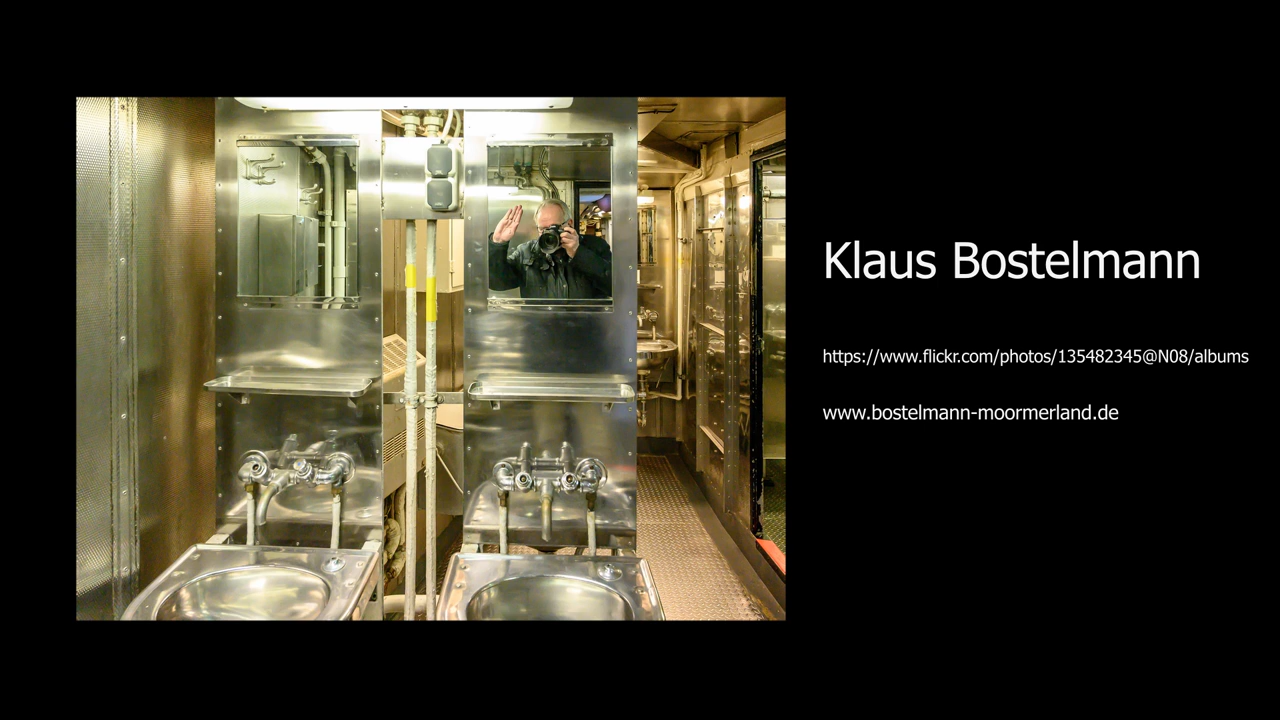 Klaus Bostelmann
https://www.flickr.com/photos/135482345@N08/albums
www.bostelmann-moormerland.de